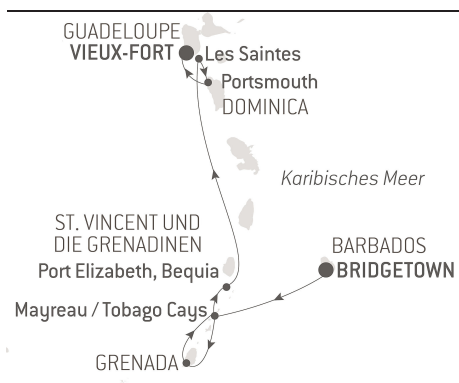 GUADELOUPE
VIEUX-FORT
Les Saintes
Portsmouth
DOMINICA
Karibisches Meer
ST. VINCENT UND
DIE GRENADINEN
Port Elizabeth, Bequia
BARBADOS
BRIDGETOWN
Mayreau / Tobago Cays
GRENADA